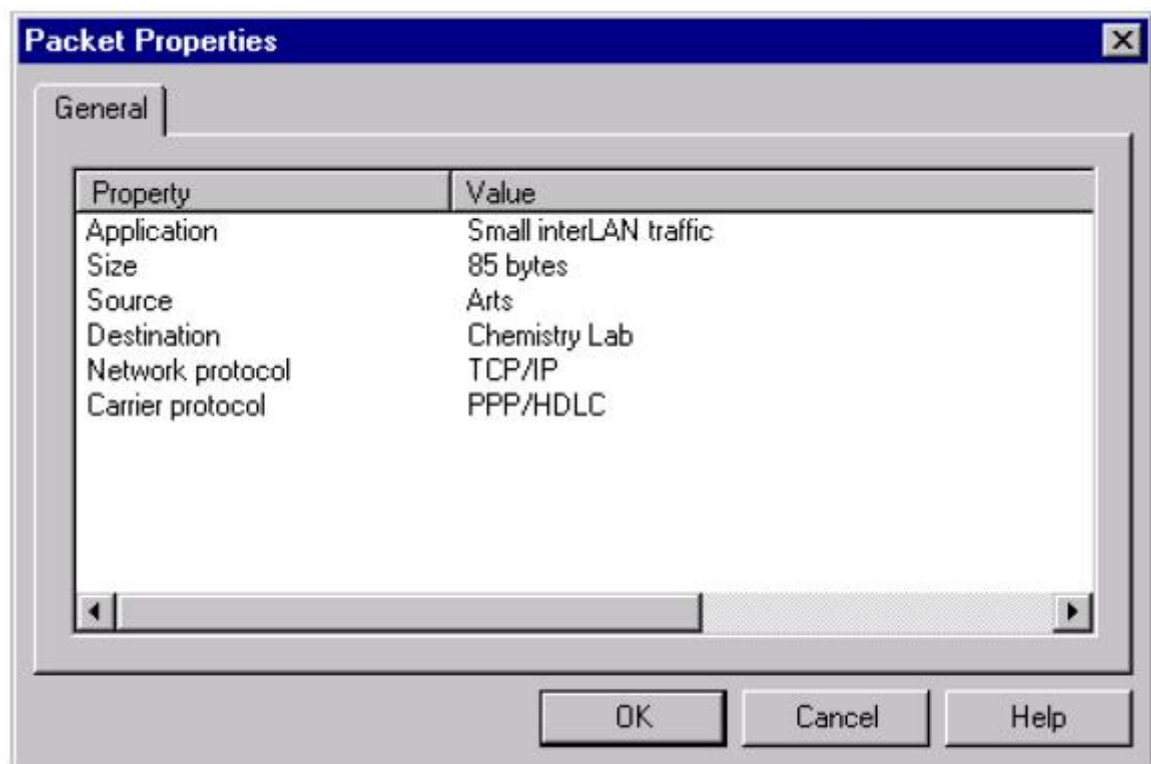 Packet Properties
General
Property Value
Application Small interLAN traffic
Size 85 bytes
Source Arts
Destination Chemistry Lab
Network protocol TCP/IP
Carrier protocol PPP/HDLC
OK Cancel Help